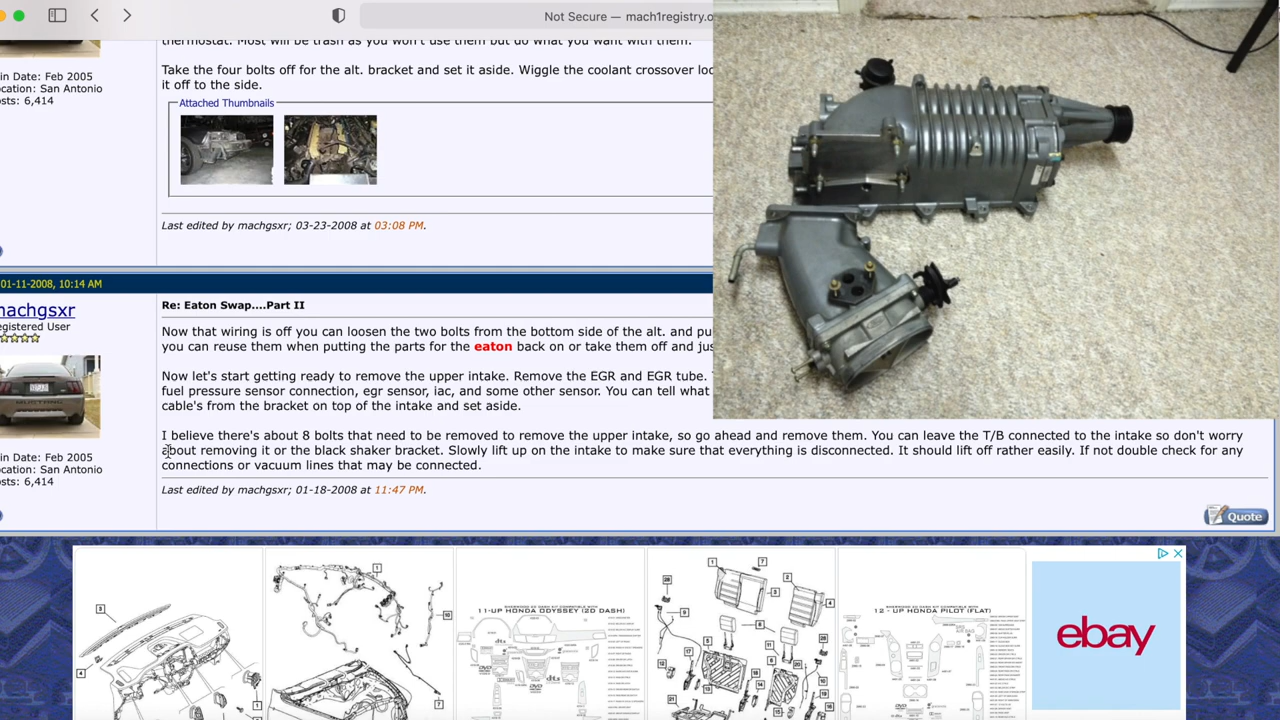 Not Secure — mach1registry.o
thermostat. Most will be trash as you won't use them but do what you want with them.
in Date: Feb 2005
ocation: San Antonio
osts: 6,414
Take the four bolts off for the alt. bracket and set it aside. Wiggle the coolant crossover loo
it off to the side.
Attached Thumbnails
Last edited by machgsxr; 03-23-2008 at 03:08 PM.
01-11-2008, 10:14 AM
machgsxr
egistered User
Re: Eaton Swap....Part II
Now that wiring is off you can loosen the two bolts from the bottom side of the alt. and pu
you can reuse them when putting the parts for the eaton back on or take them off and jus
Now let's start getting ready to remove the upper intake. Remove the EGR and EGR tube.
fuel pressure sensor connection, egr sensor, iac, and some other sensor. You can tell what
cable's from the bracket on top of the intake and set aside.
I believe there's about 8 bolts that need to be removed to remove the upper intake, so go ahead and remove them. You can leave the T/B connected to the intake so don't worry
about removing it or the black shaker bracket. Slowly lift up on the intake to make sure that everything is disconnected. It should lift off rather easily. If not double check for any
connections or vacuum lines that may be connected.
in Date: Feb 2005
ocation: San Antonio
osts: 6,414
Last edited by machgsxr; 01-18-2008 at 11:47 PM.
Quote
11-UP HONDA ODYSSEY (2D DASH)
12 - UP HONDA PILOT (FLAT)
ebay